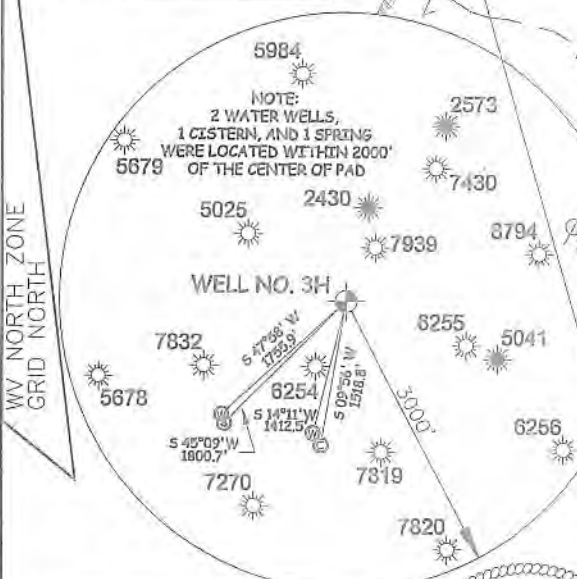 5984
NOTE:
2 WATER WELLS,
1 CISTERN, AND 1 SPRING
WERE LOCATED WITHIN 2000'
OF THE CENTER OF PAD
2573
5679
7430
5025
2430
7939
8794
WV NORTH ZONE
GRID NORTH
WELL NO. 3H
6255
5041
7832
S 47°58' W
1755.9'
5678
6254
S 09°56' W
1518.8'
3000'
S 14°11'W
1412.5'
S 45°09'W
1800.7'
6256
7319
7270
7820